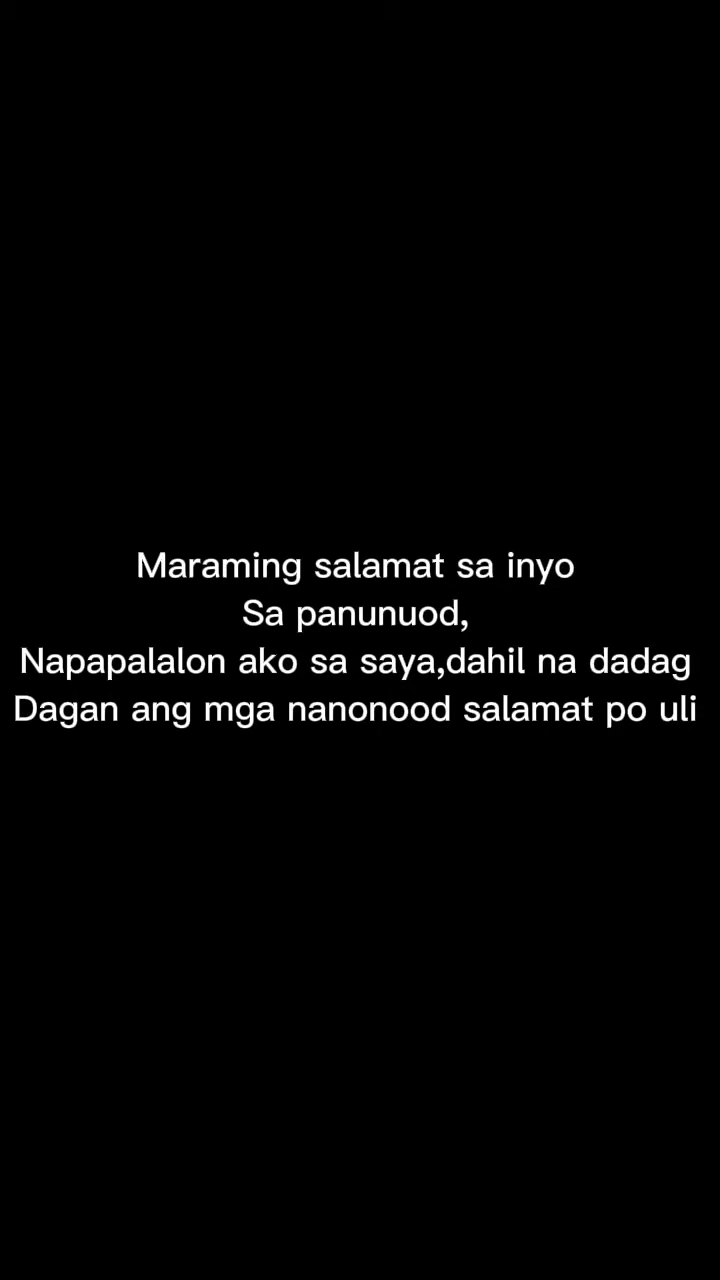 Maraming salamat sa inyo
Sa panunuod,
Napapalalon ako sa saya,dahil na dadag
Dagan ang mga nanonood salamat po uli